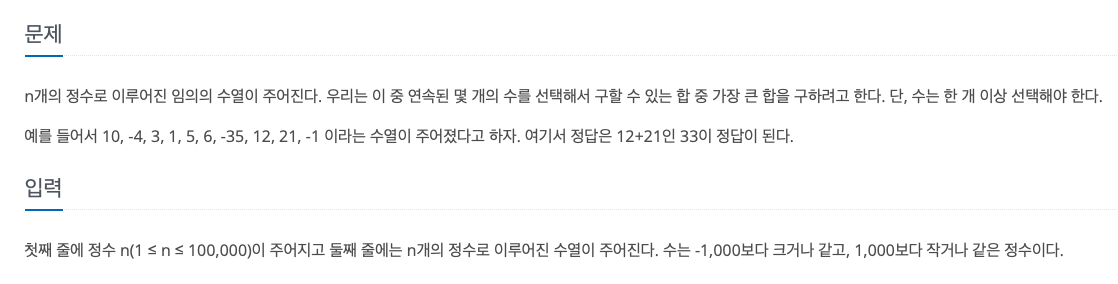 문제
n개의 정수로 이루어진 임의의 수열이 주어진다. 우리는 이 중 연속된 몇 개의 수를 선택해서 구할 수 있는 합 중 가장 큰 합을 구하려고 한다. 단, 수는 한 개 이상 선택해야 한다.
예를 들어서 10, -4, 3, 1, 5, 6, -35, 12, 21, -1 이라는 수열이 주어졌다고 하자. 여기서 정답은 12+21인 33이 정답이 된다.
입력
첫째 줄에 정수 n(1 ≤ n ≤ 100,000)이 주어지고 둘째 줄에는 n개의 정수로 이루어진 수열이 주어진다. 수는 -1,000보다 크거나 같고, 1,000보다 작거나 같은 정수이다.